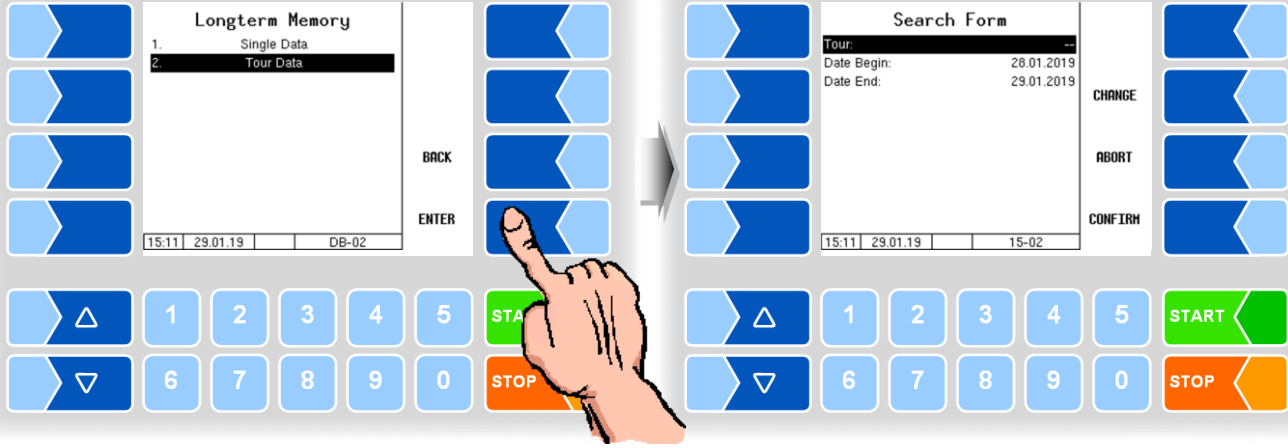 Longterm Memory
1. Single Data
2. Tour Data
BACK
ENTER
15:11 29.01.19 DB-02
1 2 3 4 5
6 7 8 9 0 STOP
Search Form
Tour: --
Date Begin: 28.01.2019
Date End: 29.01.2019
CHANGE
ABORT
CONFIRM
15:11 29.01.19 15-02
1 2 3 4 5 START
6 7 8 9 0 STOP